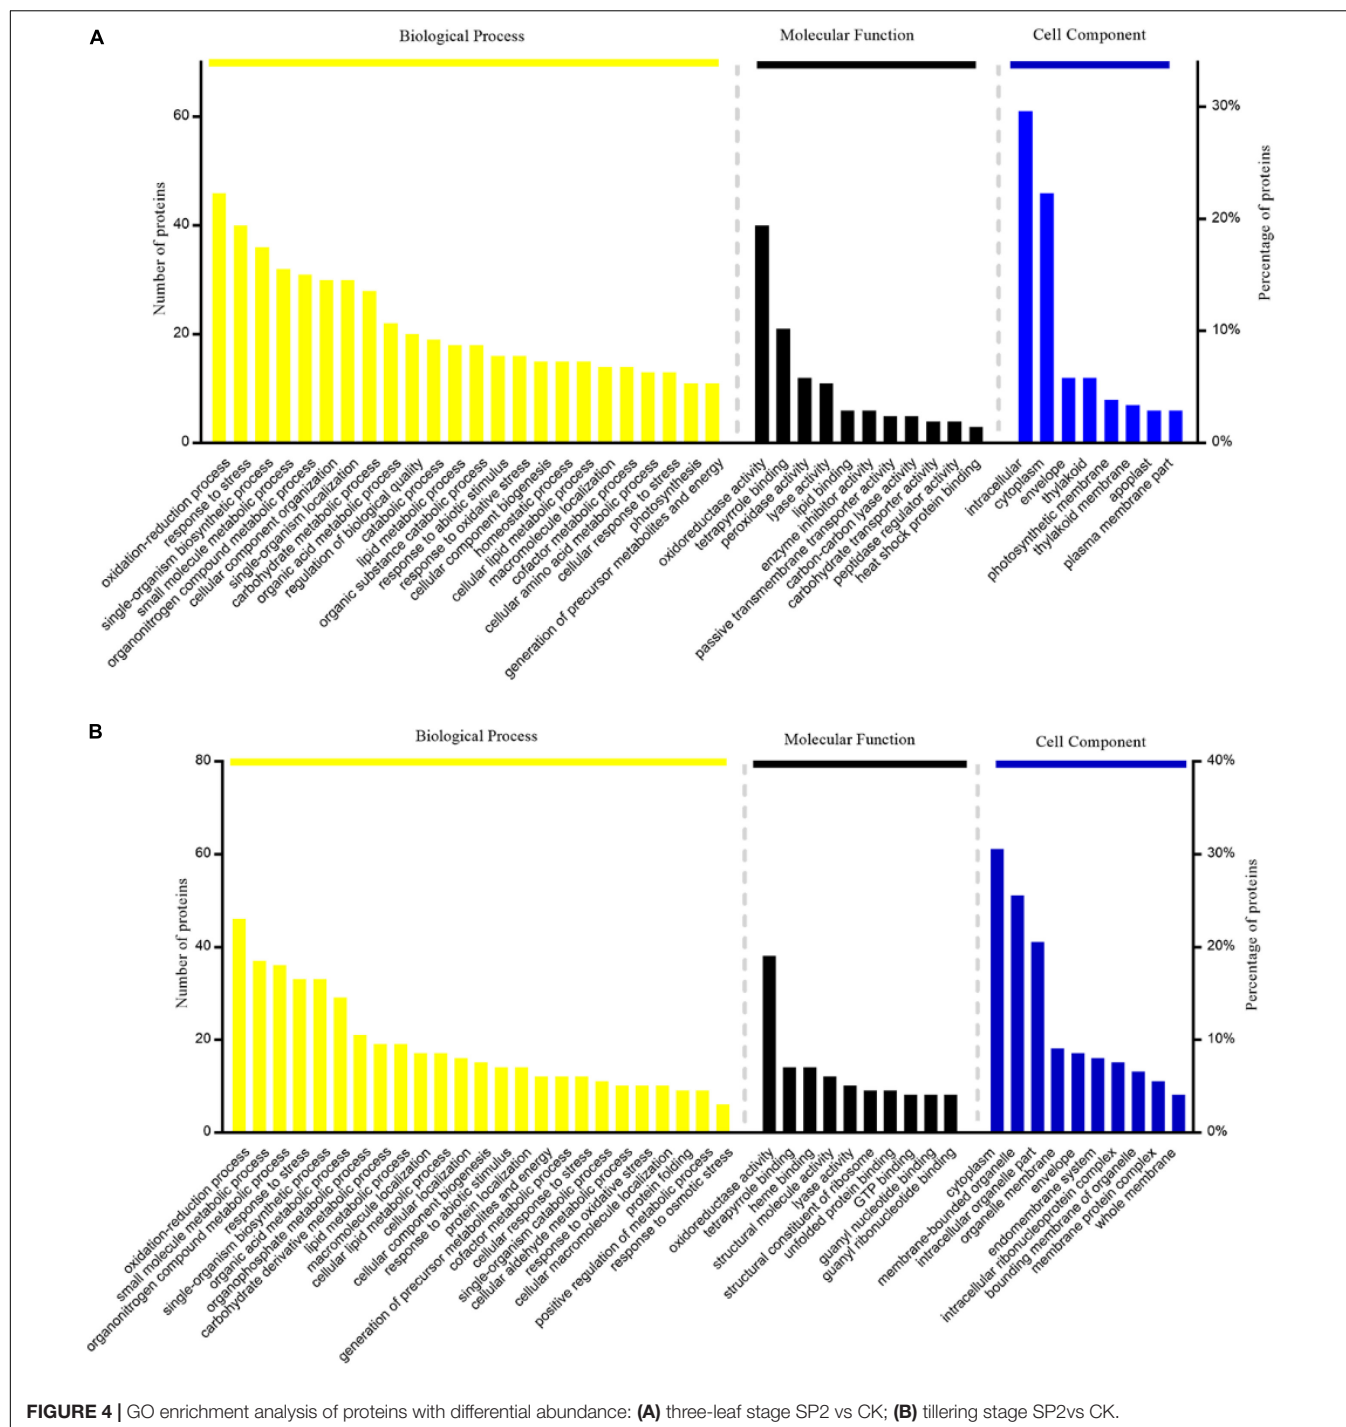 A
Biological Process
Molecular Function
Cell Component
Number of proteins
60
40
20
0
Percentage of proteins
30%
20%
10%
0%
oxidation-reduction process
response to stress
single-organism biosynthetic process
small molecule metabolic process
organonitrogen compound metabolic process
cellular component organization
single-organism localization
carbohydrate metabolic process
organic acid metabolic process
regulation of biological quality
catabolic process
lipid metabolic process
organic substance catabolic process
response to abiotic stimulus
response to oxidative stress
cellular component biogenesis
homeostatic process
cellular lipid metabolic process
macromolecule localization
cofactor metabolic process
cellular amino acid metabolic process
cellular response to stress
photosynthesis
generation of precursor metabolites and energy
oxidoreductase activity
tetrapyrrole binding
peroxidase activity
lyase activity
lipid binding
enzyme inhibitor activity
passive transmembrane transporter activity
carbon-carbon lyase activity
carbohydrate transporter activity
peptidase regulator activity
heat shock protein binding
intracellular
cytoplasm
envelope
thylakoid
photosynthetic membrane
thylakoid membrane
apoplast
plasma membrane part
B
Biological Process
Molecular Function
Cell Component
Number of proteins
80
60
40
20
0
Percentage of proteins
40%
30%
20%
10%
0%
oxidation-reduction process
small molecule metabolic process
organonitrogen compound metabolic process
response to stress
single-organism biosynthetic process
organic acid metabolic process
organophosphate metabolic process
carbohydrate derivative metabolic process
lipid metabolic process
macromolecule localization
cellular lipid metabolic process
cellular localization
cellular component biogenesis
response to abiotic stimulus
protein localization
generation of precursor metabolites and energy
cofactor metabolic process
cellular response to stress
single-organism catabolic process
cellular aldehyde metabolic process
response to oxidative stress
cellular macromolecule localization
protein folding
positive regulation of metabolic process
response to osmotic stress
oxidoreductase activity
tetrapyrrole binding
heme binding
structural molecule activity
lyase activity
structural constituent of ribosome
unfolded protein binding
GTP binding
guanyl nucleotide binding
guanyl ribonucleotide binding
cytoplasm
membrane-bounded organelle
intracellular organelle part
organelle membrane
envelope
endomembrane system
intracellular ribonucleoprotein complex
bounding membrane of organelle
membrane protein complex
whole membrane
FIGURE 4 | GO enrichment analysis of proteins with differential abundance: (A) three-leaf stage SP2 vs CK; (B) tillering stage SP2vs CK.